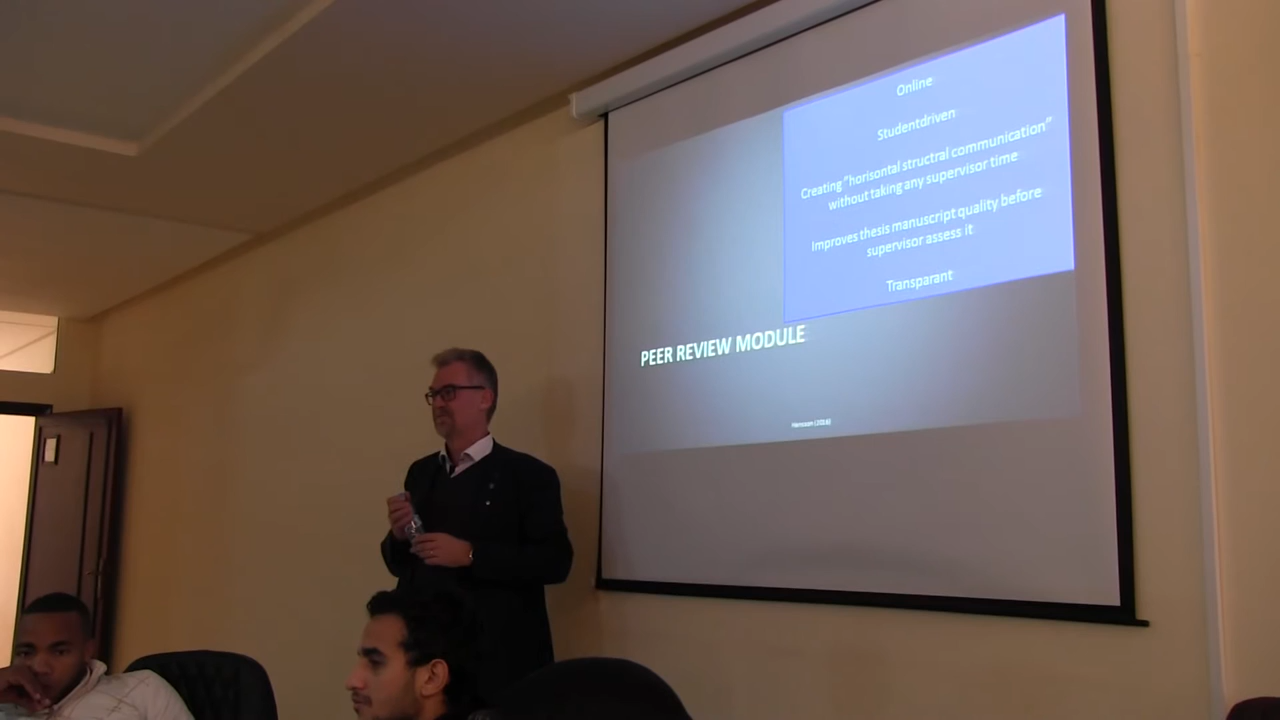 Online
Studentdriven
Creating "horisontal structral communication"
without taking any supervisor time
Improves thesis manuscript quality before
supervisor assess it
Transparant
PEER REVIEW MODULE
(2016)